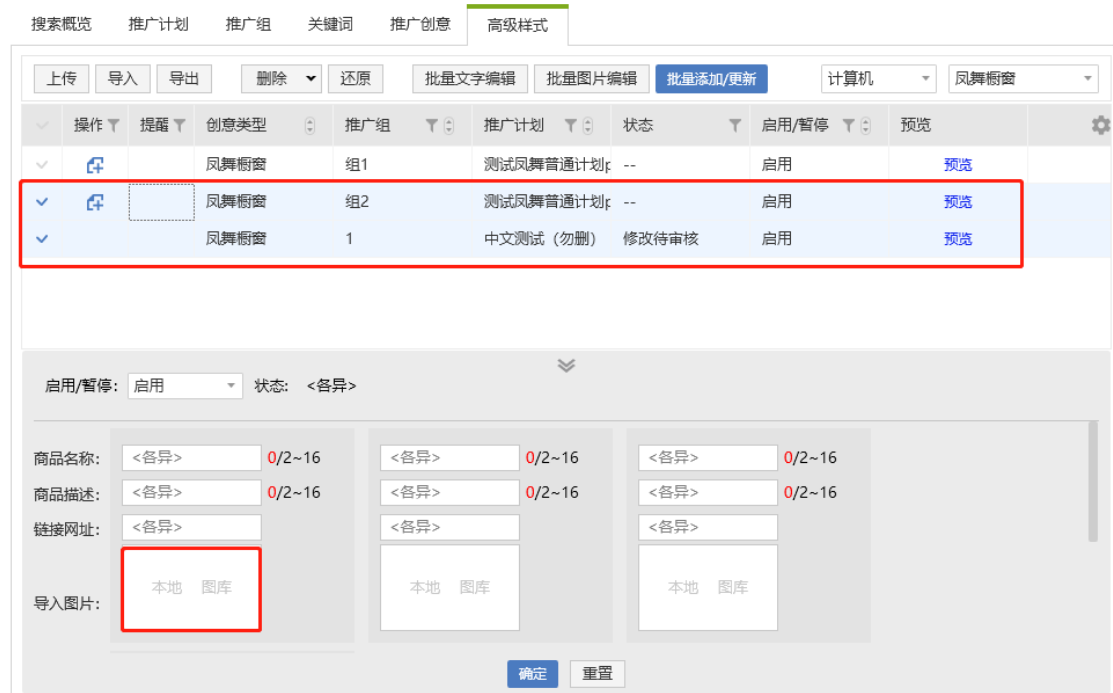 搜索概览 推广计划 推广组 关键词 推广创意 高级样式
上传 导入 导出 删除 还原 批量文字编辑 批量图片编辑 批量添加/更新 计算机 凤舞橱窗
操作 提醒 创意类型 推广组 推广计划 状态 启用/暂停 预览
凤舞橱窗 组1 测试凤舞普通计划p -- 启用 预览
凤舞橱窗 组2 测试凤舞普通计划p -- 启用 预览
凤舞橱窗 1 中文测试（勿删） 修改待审核 启用 预览
启用/暂停: 启用 状态: <各异>
商品名称: <各异> 0/2~16 <各异> 0/2~16 <各异> 0/2~16
商品描述: <各异> 0/2~16 <各异> 0/2~16 <各异> 0/2~16
链接网址: <各异> <各异> <各异>
导入图片: 本地 图库 本地 图库 本地 图库
确定 重置